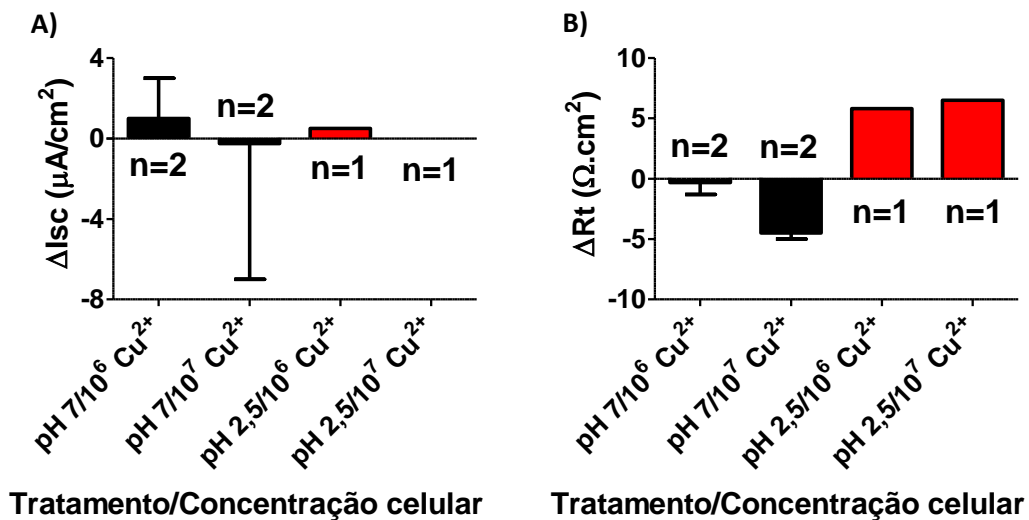 A)
ΔIsc (μA/cm²)
4
0
-4
-8
n=2
n=2
n=1
n=1
pH 7/10⁶ Cu²⁺
pH 7/10⁷ Cu²⁺
pH 2,5/10⁶ Cu²⁺
pH 2,5/10⁷ Cu²⁺
Tratamento/Concentração celular
B)
ΔRt (Ω.cm²)
10
5
0
-5
-10
n=2
n=2
n=1
n=1
pH 7/10⁶ Cu²⁺
pH 7/10⁷ Cu²⁺
pH 2,5/10⁶ Cu²⁺
pH 2,5/10⁷ Cu²⁺
Tratamento/Concentração celular